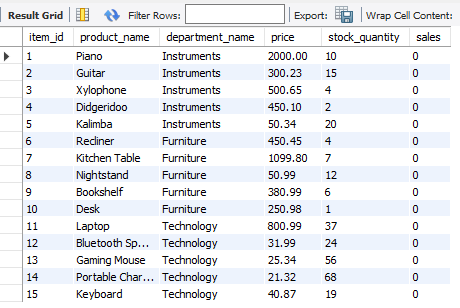 Result Grid Filter Rows: Export: Wrap Cell Content:
item_id product_name department_name price stock_quantity sales
1 Piano Instruments 2000.00 10 0
2 Guitar Instruments 300.23 15 0
3 Xylophone Instruments 500.65 4 0
4 Didgeridoo Instruments 450.10 2 0
5 Kalimba Instruments 50.34 20 0
6 Recliner Furniture 450.45 4 0
7 Kitchen Table Furniture 1099.80 7 0
8 Nightstand Furniture 50.99 12 0
9 Bookshelf Furniture 380.99 6 0
10 Desk Furniture 250.98 1 0
11 Laptop Technology 800.99 37 0
12 Bluetooth Sp... Technology 31.99 24 0
13 Gaming Mouse Technology 25.34 56 0
14 Portable Char... Technology 21.32 68 0
15 Keyboard Technology 40.87 19 0